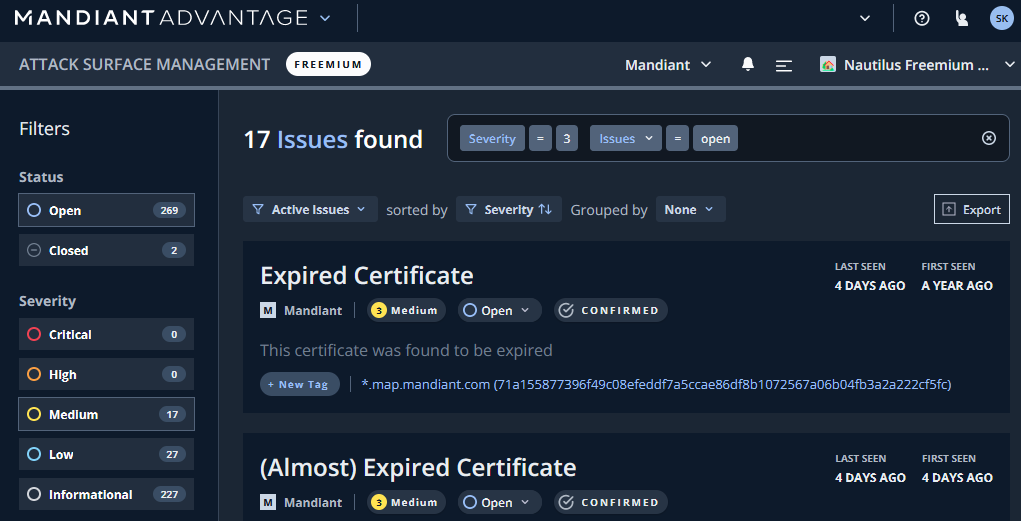 MANDIANT ADVANTAGE
SK
ATTACK SURFACE MANAGEMENT FREEMIUM
Mandiant
Nautilus Freemium ...
Filters
Status
Open 269
Closed 2
Severity
Critical 0
High 0
Medium 17
Low 27
Informational 227
17 Issues found
Severity = 3 Issues = open
Active Issues sorted by Severity Grouped by None
Export
Expired Certificate
LAST SEEN
4 DAYS AGO
FIRST SEEN
A YEAR AGO
M Mandiant 3 Medium Open CONFIRMED
This certificate was found to be expired
+ New Tag *.map.mandiant.com (71a155877396f49c08efeddf7a5ccae86df8b1072567a06b04fb3a2a222cf5fc)
(Almost) Expired Certificate
LAST SEEN
4 DAYS AGO
FIRST SEEN
4 DAYS AGO
M Mandiant 3 Medium Open CONFIRMED